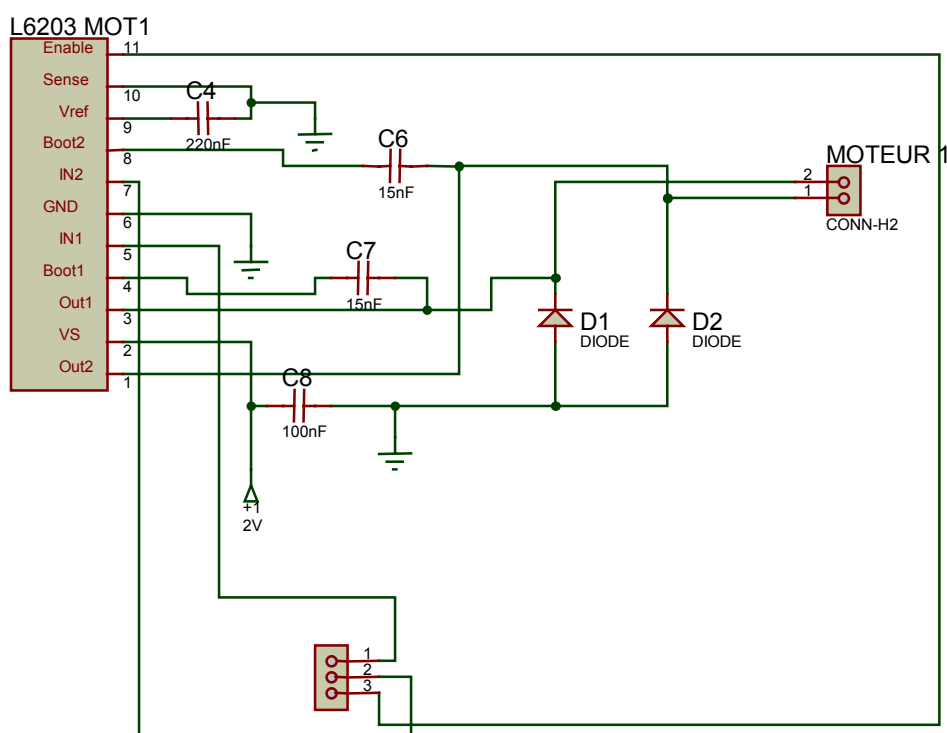 L6203 MOT1
Enable 11
Sense 10
C4
Vref 9
220nF
Boot2 8
C6
15nF
MOTEUR 1
2
1
CONN-H2
IN2 7
GND 6
IN1 5
C7
Boot1 4
15nF
Out1 3
D1
DIODE
D2
DIODE
VS 2
Out2 1
C8
100nF
+1
2V
1
2
3